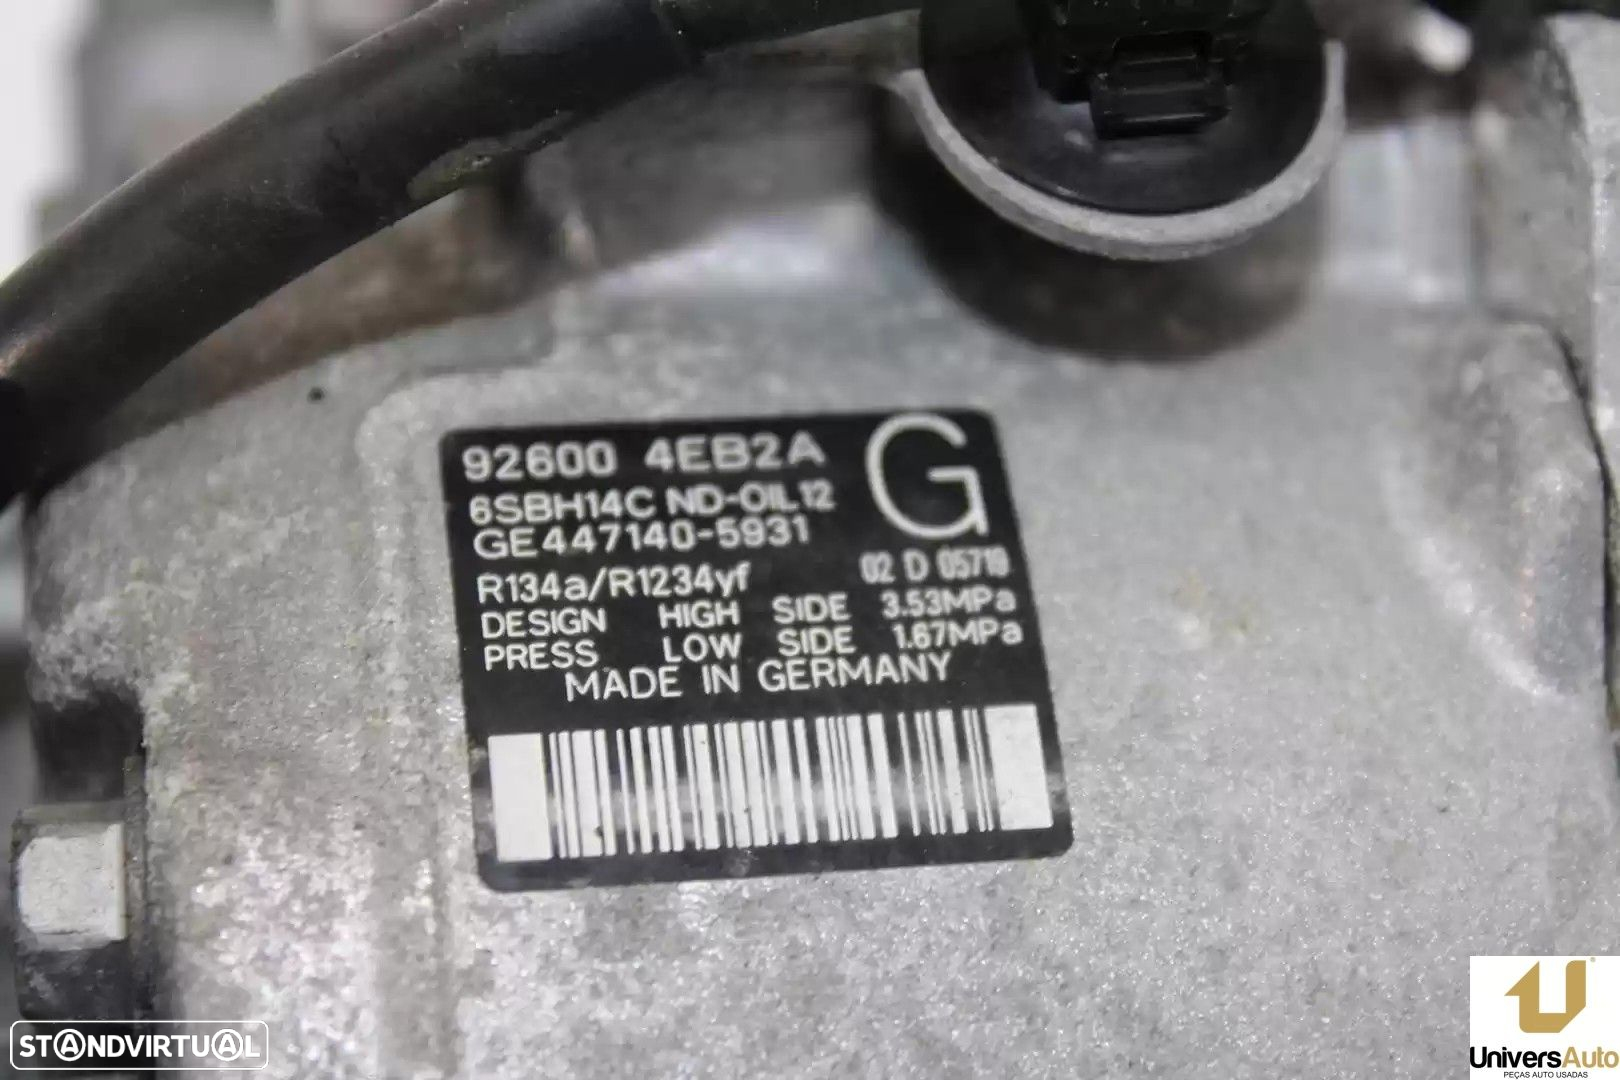 92600 4EB2A G
6SBH14C ND-OIL12
GE447140-5931
R134a/R1234yf 02 D 05719
DESIGN HIGH SIDE 3.53MPa
PRESS LOW SIDE 1.67MPa
MADE IN GERMANY
STANDVIRTUAL
UniversAuto
PEÇAS AUTO USADAS